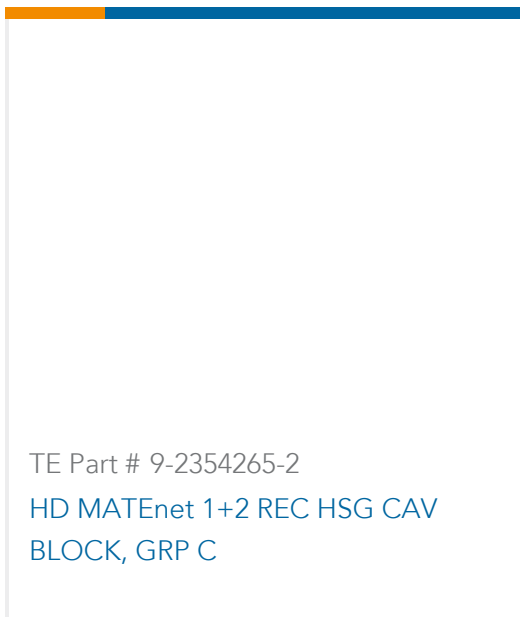 TE Part # 9-2354265-2
HD MATEnet 1+2 REC HSG CAV
BLOCK, GRP C